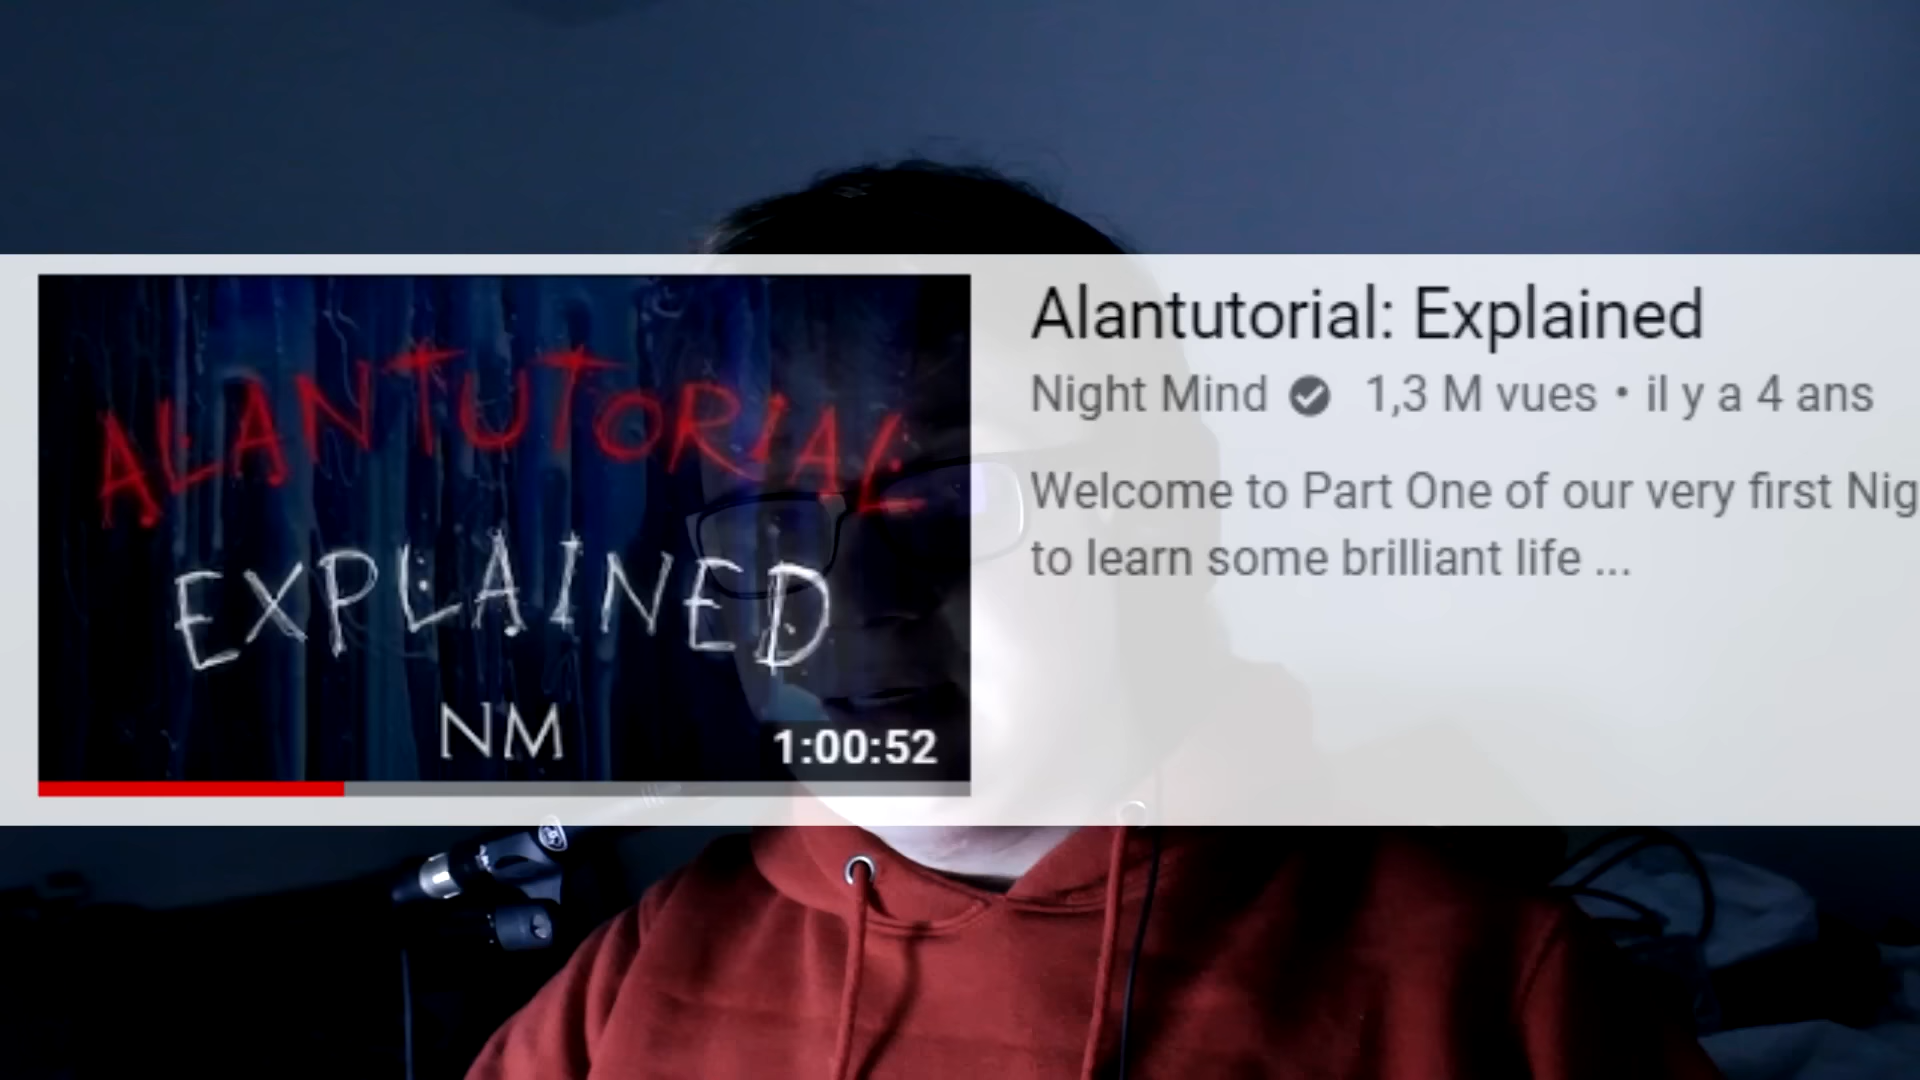 ALANTUTORIAL
EXPLAINED
NM
1:00:52
Alantutorial: Explained
Night Mind 1,3 M vues • il y a 4 ans
Welcome to Part One of our very first Nig
to learn some brilliant life ...